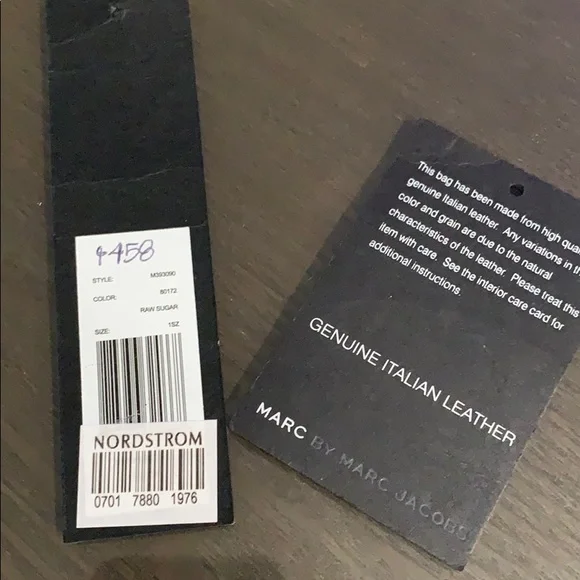 $458
STYLE: M393090
COLOR: 80172
RAW SUGAR
SIZE: 1SZ
NORDSTROM
0701 7880 1976
This bag has been made from high qua
genuine Italian leather. Any variations in th
color and grain are due to the natural
characteristics of the leather. Please treat this
item with care. See the interior care card for
additional instructions.
GENUINE ITALIAN LEATHER
MARC BY MARC JACOBS